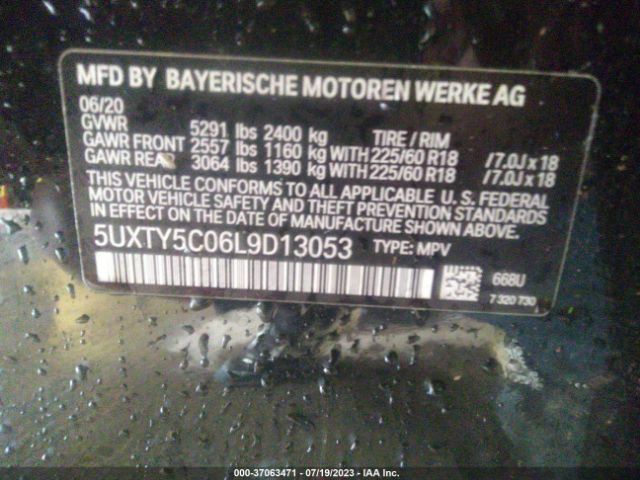 MFD BY BAYERISCHE MOTOREN WERKE AG
06/20
GVWR 5291 lbs 2400 kg TIRE / RIM
GAWR FRONT 2557 lbs 1160 kg WITH 225/60 R18 /7.0J x 18
GAWR REAR 3064 lbs 1390 kg WITH 225/60 R18 /7.0J x 18
THIS VEHICLE CONFORMS TO ALL APPLICABLE U. S. FEDERAL
MOTOR VEHICLE SAFETY AND THEFT PREVENTION STANDARDS
IN EFFECT ON THE DATE OF MANUFACTURE SHOWN ABOVE.
5UXTY5C06L9D13053 TYPE: MPV
668U
7 320 730
000-37063471 - 07/19/2023 - IAA Inc.